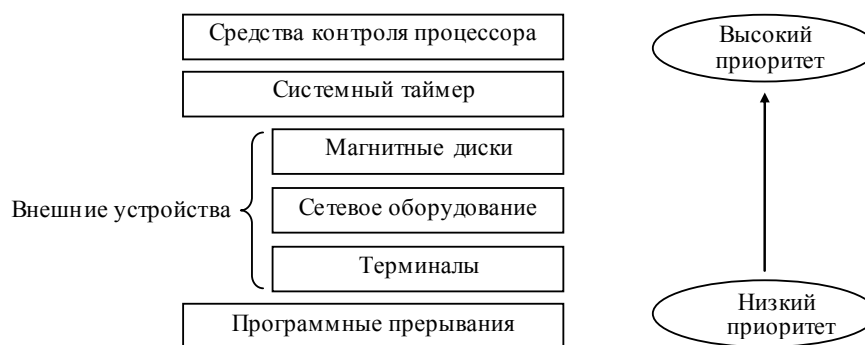 Средства контроля процессора
Системный таймер
Магнитные диски
Внешние устройства
Сетевое оборудование
Терминалы
Программные прерывания
Высокий
приоритет
Низкий
приоритет